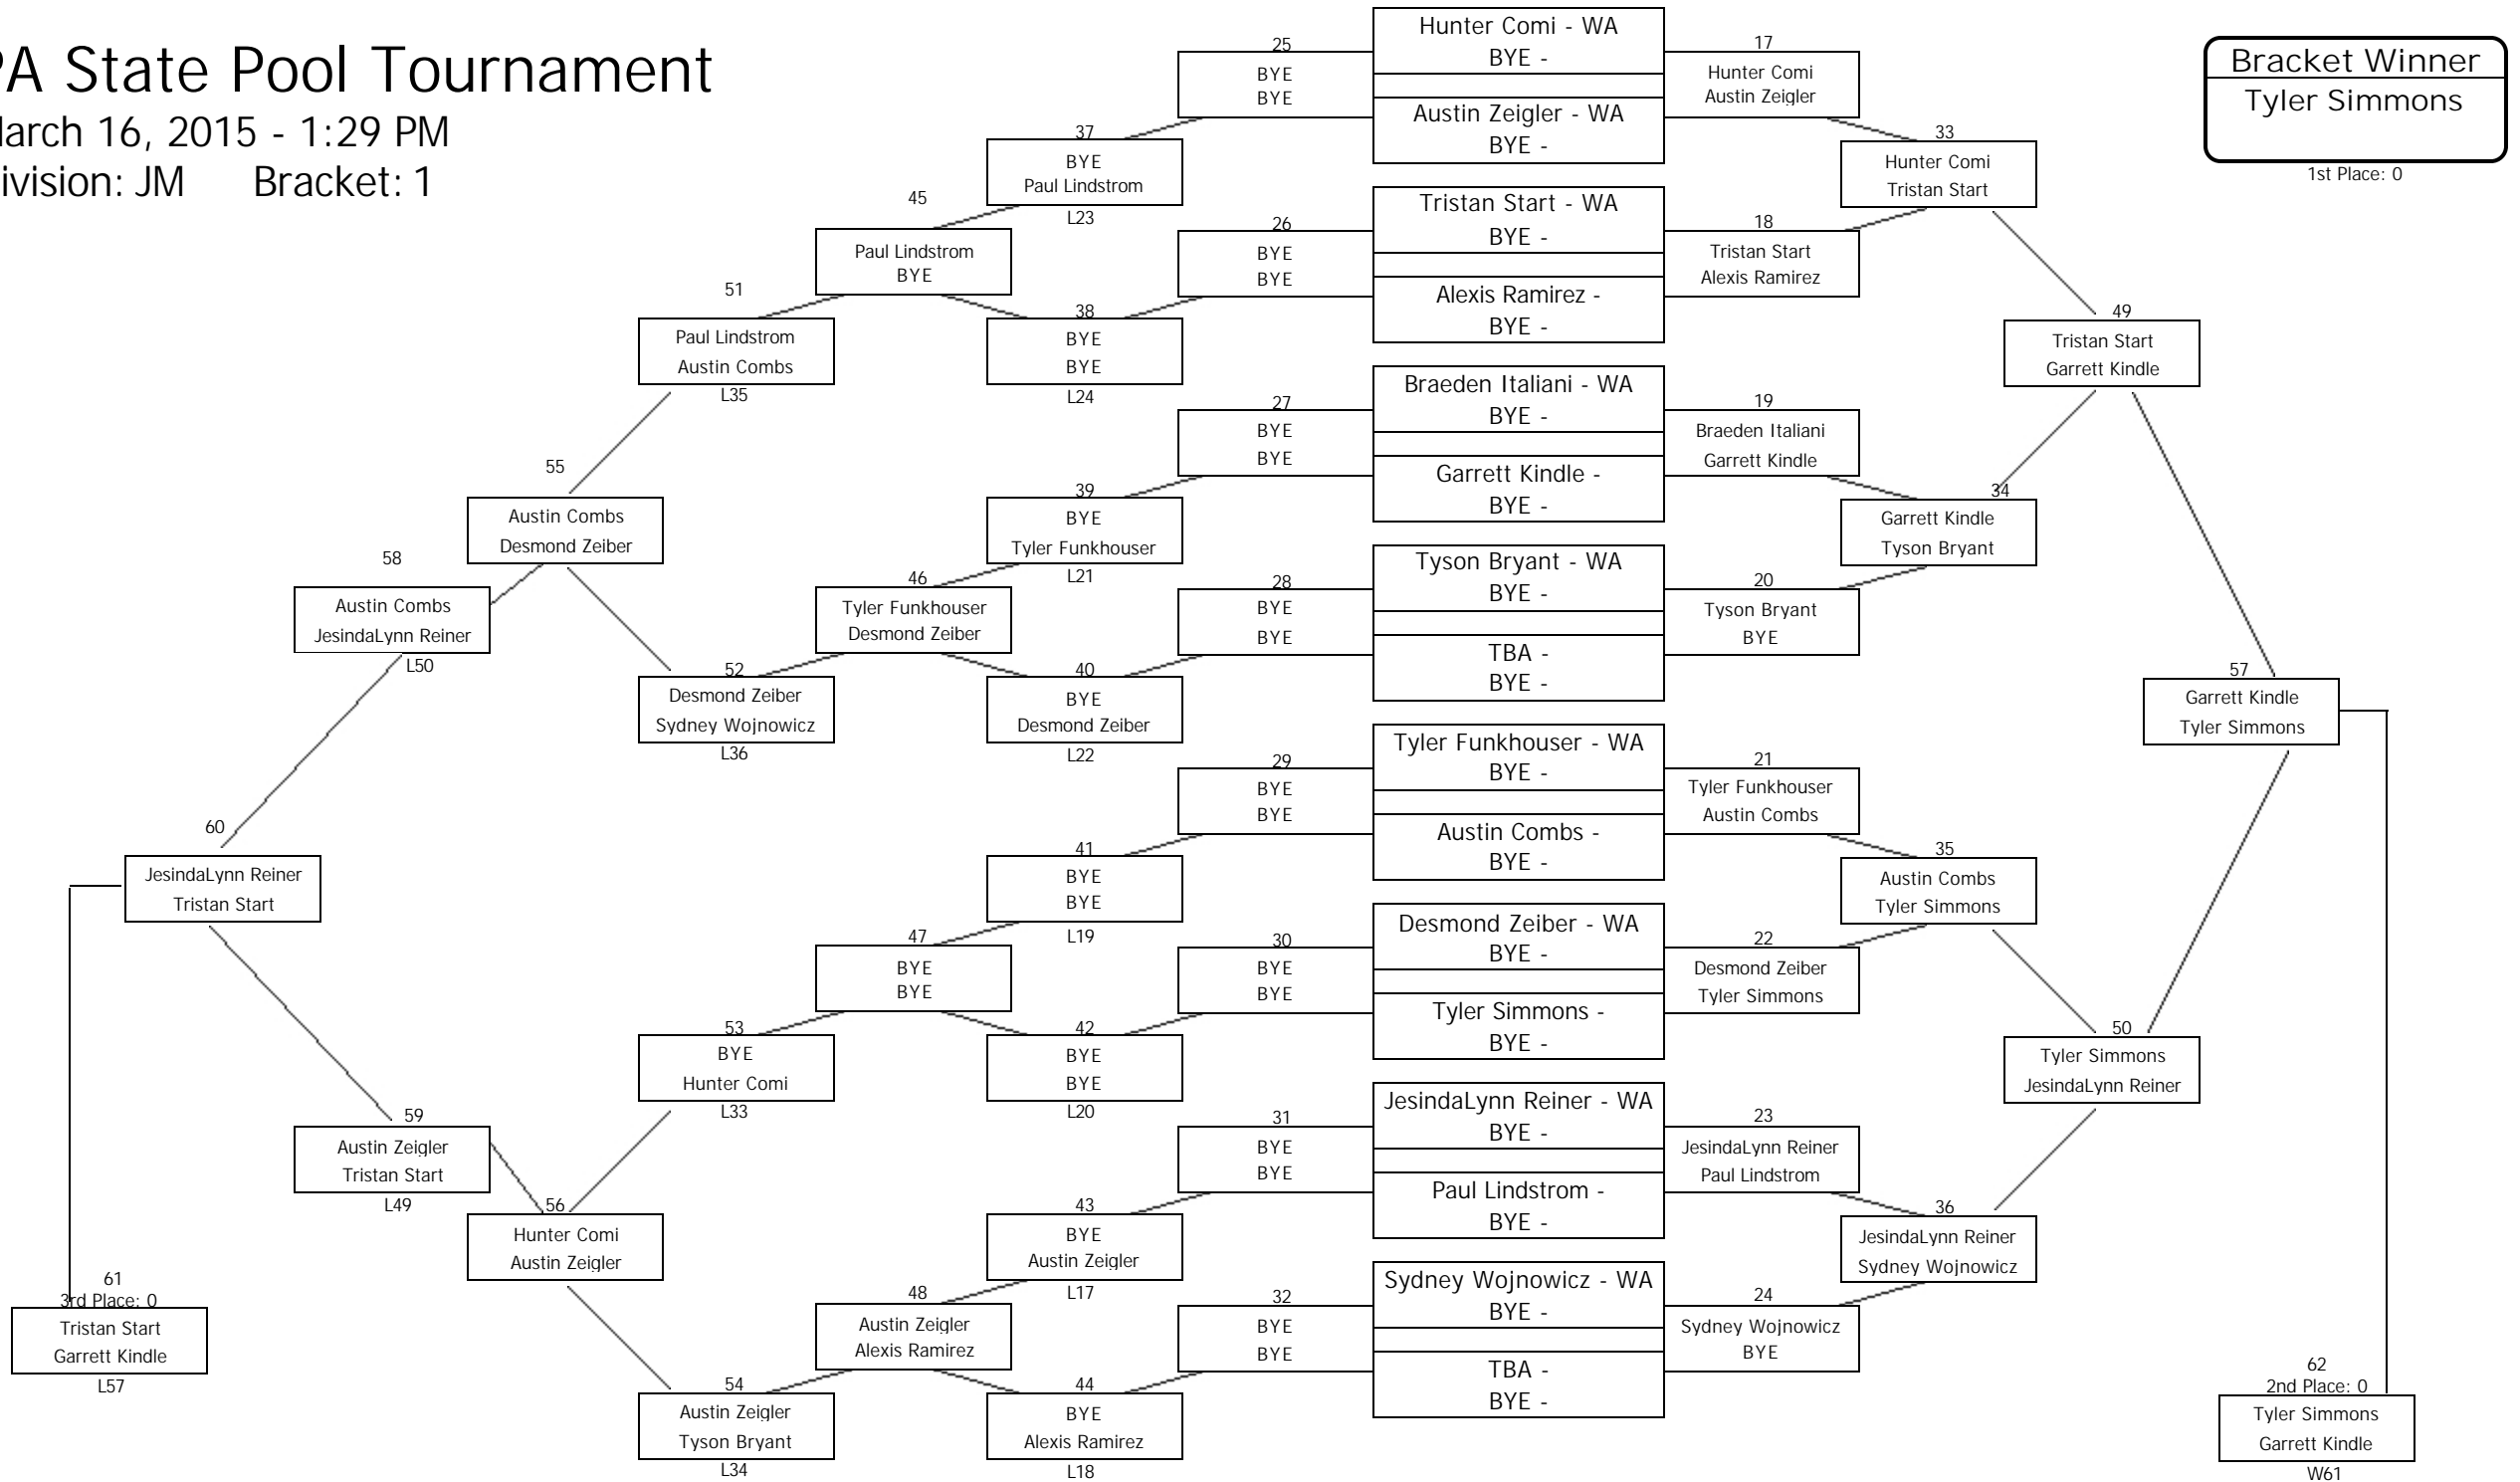 PA State Pool Tournament
March 16, 2015 - 1:29 PM
Division: JM Bracket: 1
Bracket Winner
Tyler Simmons
1st Place: 0
61
3rd Place: 0
Tristan Start
Garrett Kindle
L57
60
JesindaLynn Reiner
Tristan Start
58
Austin Combs
JesindaLynn Reiner
L50
59
Austin Zeigler
Tristan Start
L49
55
Austin Combs
Desmond Zeiber
56
Hunter Comi
Austin Zeigler
51
Paul Lindstrom
Austin Combs
L35
52
Desmond Zeiber
Sydney Wojnowicz
L36
53
BYE
Hunter Comi
L33
54
Austin Zeigler
Tyson Bryant
L34
45
Paul Lindstrom
BYE
46
Tyler Funkhouser
Desmond Zeiber
47
BYE
BYE
48
Austin Zeigler
Alexis Ramirez
37
BYE
Paul Lindstrom
L23
38
BYE
BYE
L24
39
BYE
Tyler Funkhouser
L21
40
BYE
Desmond Zeiber
L22
41
BYE
BYE
L19
42
BYE
BYE
L20
43
BYE
Austin Zeigler
L17
44
BYE
Alexis Ramirez
L18
25
BYE
BYE
26
BYE
BYE
27
BYE
BYE
28
BYE
BYE
29
BYE
BYE
30
BYE
BYE
31
BYE
BYE
32
BYE
BYE
Hunter Comi - WA
BYE -
Austin Zeigler - WA
BYE -
Tristan Start - WA
BYE -
Alexis Ramirez -
BYE -
Braeden Italiani - WA
BYE -
Garrett Kindle -
BYE -
Tyson Bryant - WA
BYE -
TBA -
BYE -
Tyler Funkhouser - WA
BYE -
Austin Combs -
BYE -
Desmond Zeiber - WA
BYE -
Tyler Simmons -
BYE -
JesindaLynn Reiner - WA
BYE -
Paul Lindstrom -
BYE -
Sydney Wojnowicz - WA
BYE -
TBA -
BYE -
17
Hunter Comi
Austin Zeigler
18
Tristan Start
Alexis Ramirez
19
Braeden Italiani
Garrett Kindle
20
Tyson Bryant
BYE
21
Tyler Funkhouser
Austin Combs
22
Desmond Zeiber
Tyler Simmons
23
JesindaLynn Reiner
Paul Lindstrom
24
Sydney Wojnowicz
BYE
33
Hunter Comi
Tristan Start
34
Garrett Kindle
Tyson Bryant
35
Austin Combs
Tyler Simmons
36
JesindaLynn Reiner
Sydney Wojnowicz
49
Tristan Start
Garrett Kindle
50
Tyler Simmons
JesindaLynn Reiner
57
Garrett Kindle
Tyler Simmons
62
2nd Place: 0
Tyler Simmons
Garrett Kindle
W61